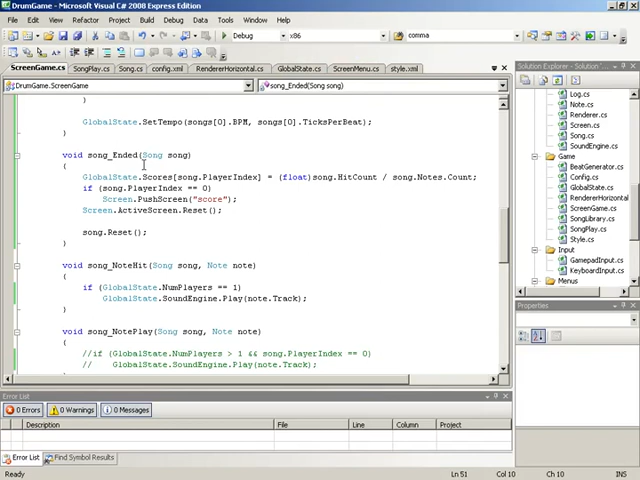 DrumGame - Microsoft Visual C# 2008 Express Edition
File Edit View Refactor Project Build Debug Data Tools Window Help
Debug x86 comma
ScreenGame.cs SongPlay.cs Song.cs config.xml RendererHorizontal.cs GlobalState.cs ScreenMenu.cs style.xml
DrumGame.ScreenGame song_Ended(Song song)
}
GlobalState.SetTempo(songs[0].BPM, songs[0].TicksPerBeat);
}
void song_Ended(Song song)
{
GlobalState.Scores[song.PlayerIndex] = (float)song.HitCount / song.Notes.Count;
if (song.PlayerIndex == 0)
Screen.PushScreen("score");
Screen.ActiveScreen.Reset();
song.Reset();
}
void song_NoteHit(Song song, Note note)
{
if (GlobalState.NumPlayers == 1)
GlobalState.SoundEngine.Play(note.Track);
}
void song_NotePlay(Song song, Note note)
{
//if (GlobalState.NumPlayers > 1 && song.PlayerIndex == 0)
// GlobalState.SoundEngine.Play(note.Track);
Solution Explorer
Log.cs
Note.cs
Renderer.cs
Screen.cs
Song.cs
SoundEngine.cs
Game
BeatGenerator.cs
Config.cs
GlobalState.cs
RendererHorizontal
ScreenGame.cs
SongLibrary.cs
SongPlay.cs
Style.cs
Input
GamepadInput.cs
KeyboardInput.cs
Menus
Properties
Error List
0 Errors 0 Warnings 0 Messages
Description File Line Column Project
Error List Find Symbol Results
Ready Ln 51 Col 10 Ch 10 INS